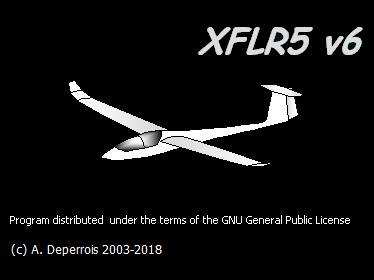 XFLR5 v6
Program distributed under the terms of the GNU General Public License
(c) A. Deperrois 2003-2018